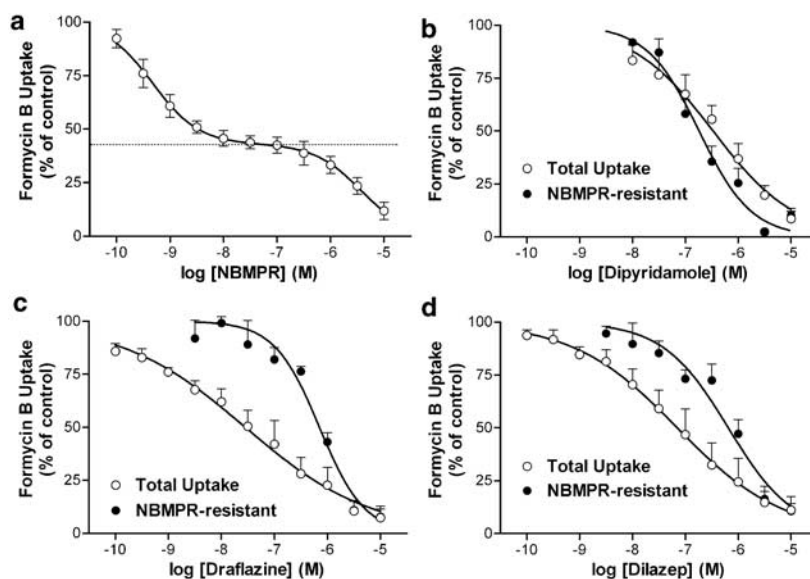 a
Formycin B Uptake
(% of control)
100
75
50
25
0
-10 -9 -8 -7 -6 -5
log [NBMPR] (M)
b
Formycin B Uptake
(% of control)
100
75
50
25
0
Total Uptake
NBMPR-resistant
-10 -9 -8 -7 -6 -5
log [Dipyridamole] (M)
c
Formycin B Uptake
(% of control)
100
75
50
25
0
Total Uptake
NBMPR-resistant
-10 -9 -8 -7 -6 -5
log [Draflazine] (M)
d
Formycin B Uptake
(% of control)
100
75
50
25
0
Total Uptake
NBMPR-resistant
-10 -9 -8 -7 -6 -5
log [Dilazep] (M)